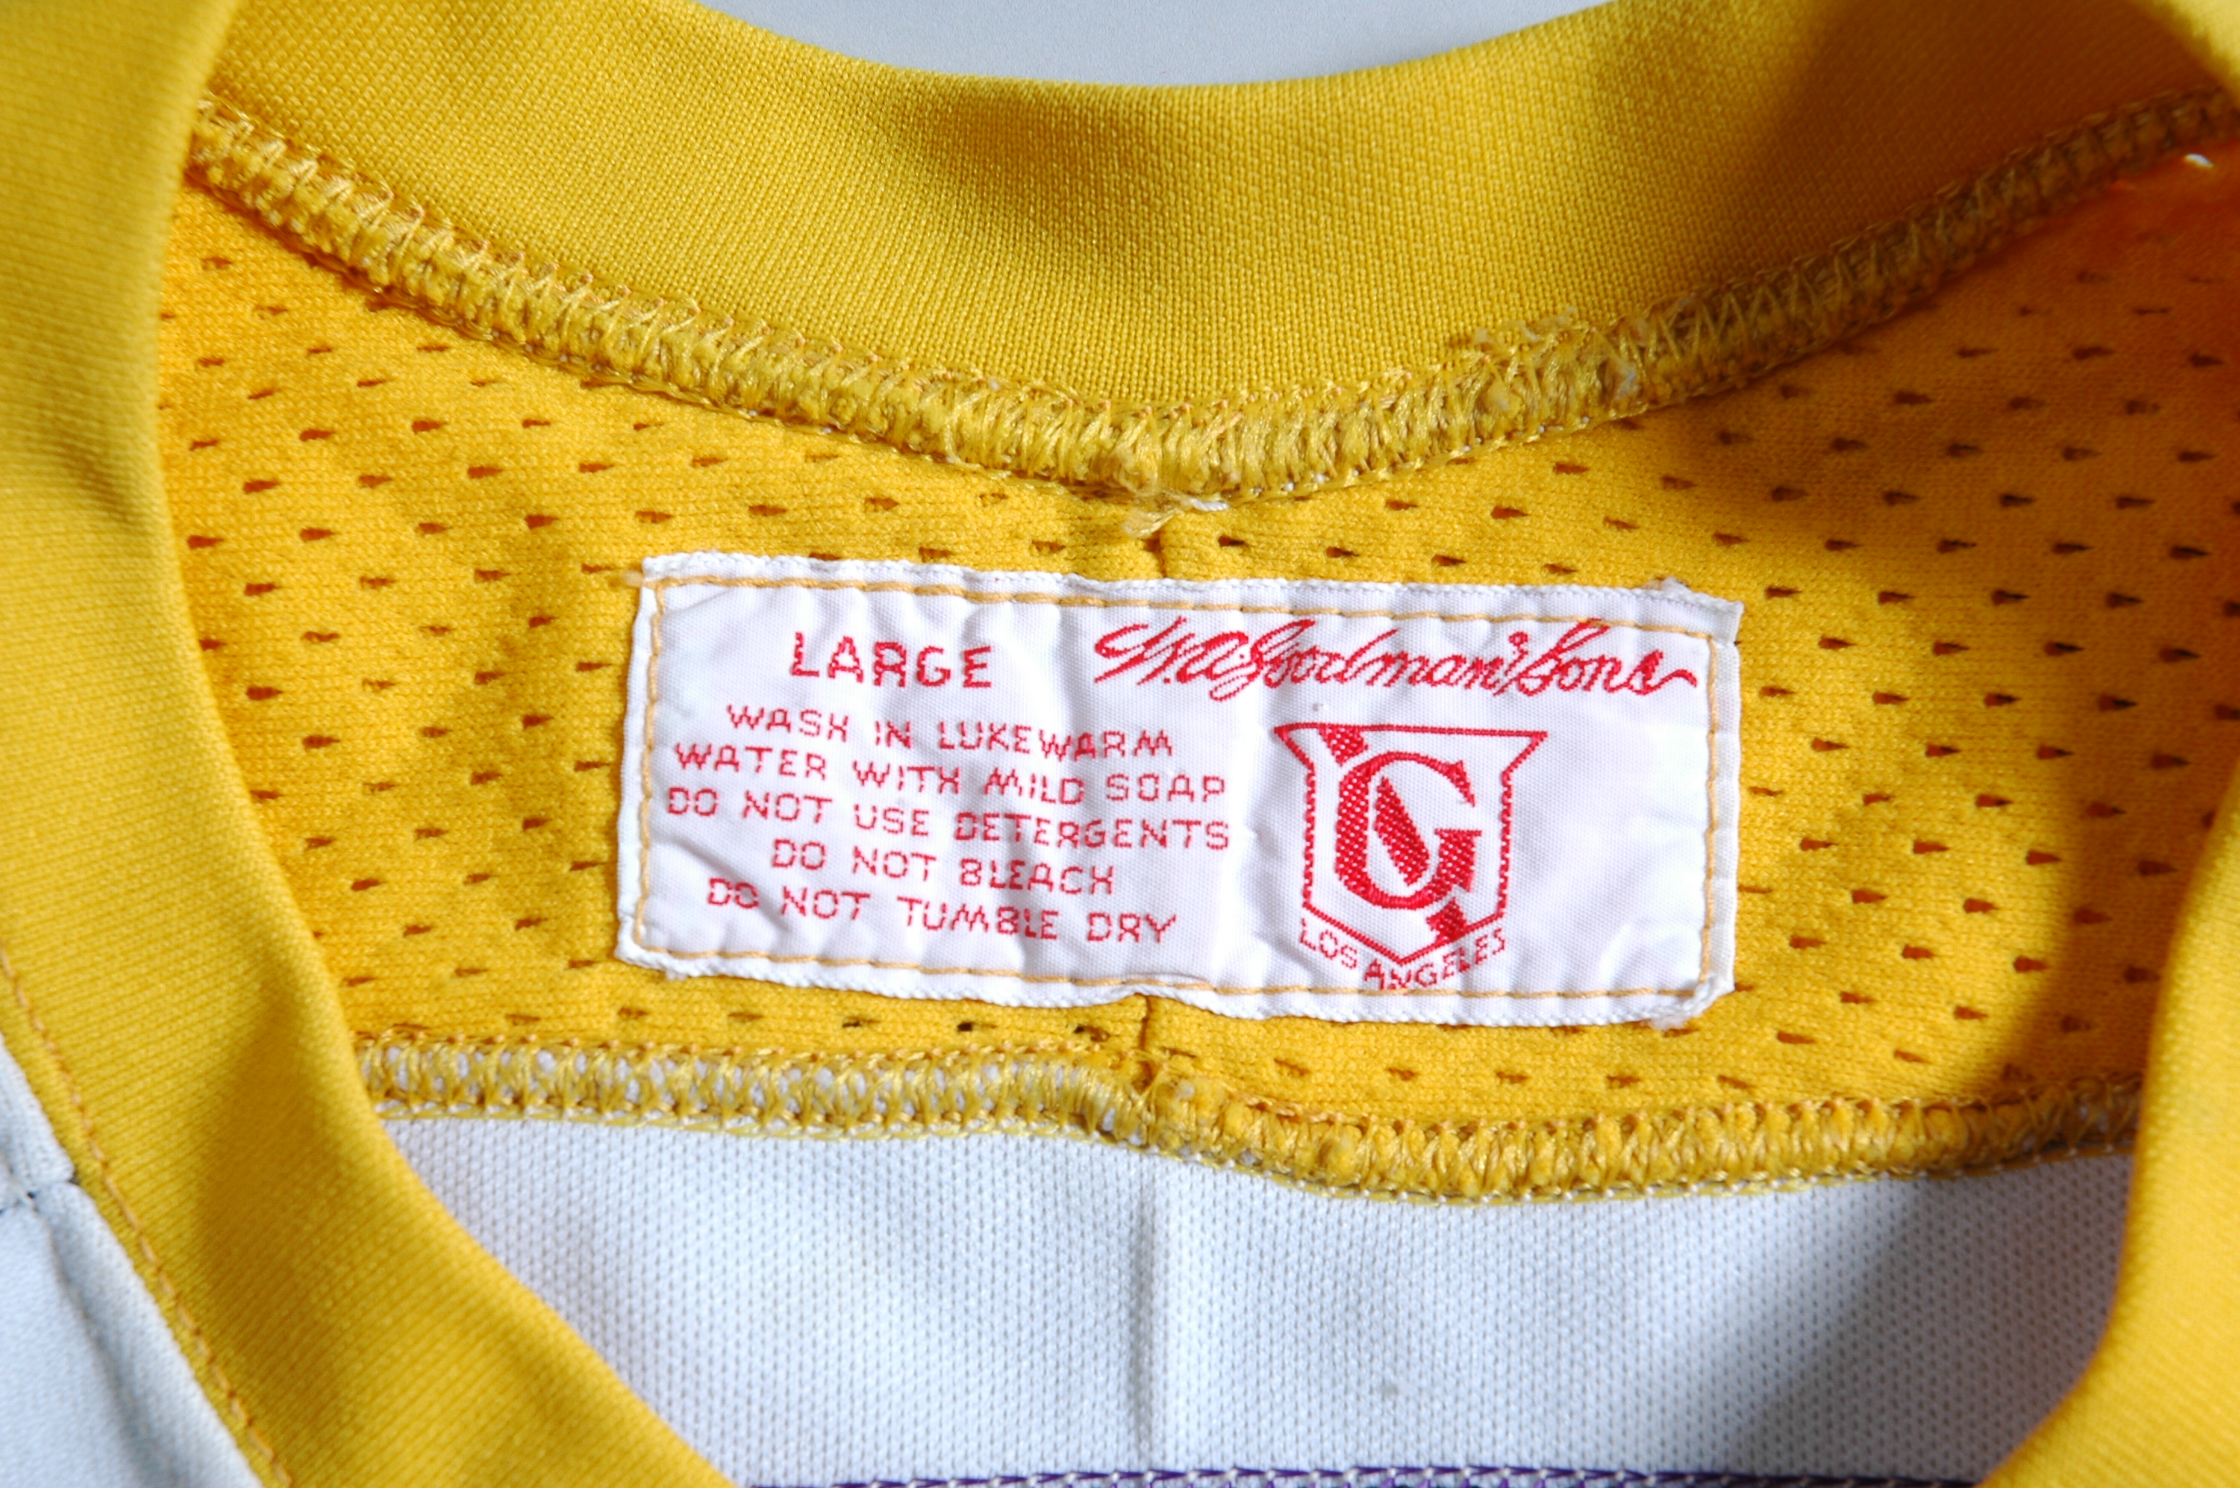 LARGE
W.A. Goodman & Sons
WASH IN LUKEWARM
WATER WITH MILD SOAP
DO NOT USE DETERGENTS
DO NOT BLEACH
DO NOT TUMBLE DRY
G
LOS ANGELES